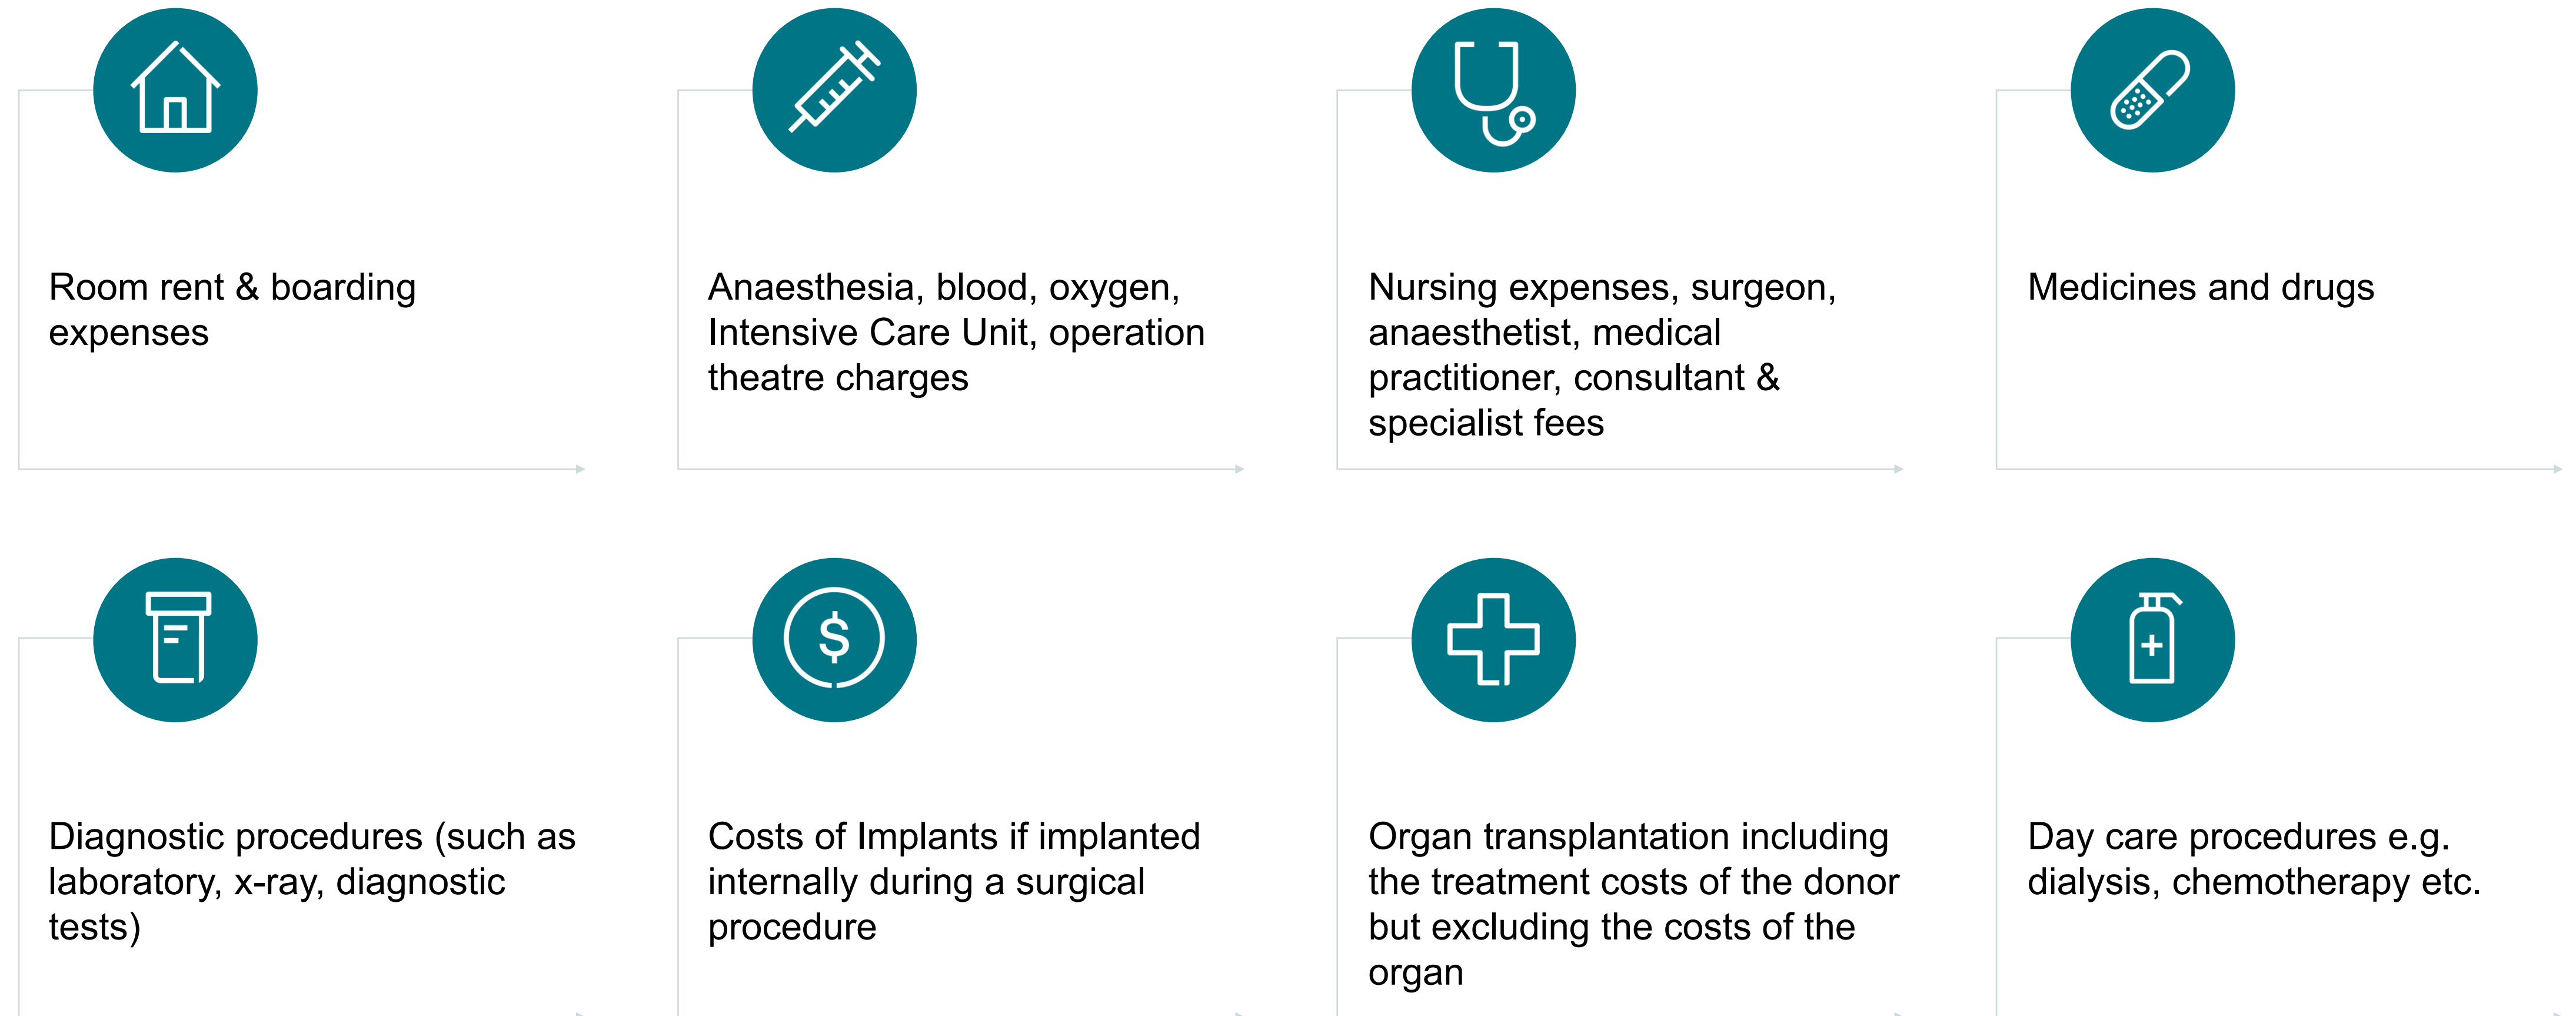 Room rent & boarding
expenses
Anaesthesia, blood, oxygen,
Intensive Care Unit, operation
theatre charges
Nursing expenses, surgeon,
anaesthetist, medical
practitioner, consultant &
specialist fees
Medicines and drugs
$
Diagnostic procedures (such as
laboratory, x-ray, diagnostic
tests)
Costs of Implants if implanted
internally during a surgical
procedure
Organ transplantation including
the treatment costs of the donor
but excluding the costs of the
organ
Day care procedures e.g.
dialysis, chemotherapy etc.